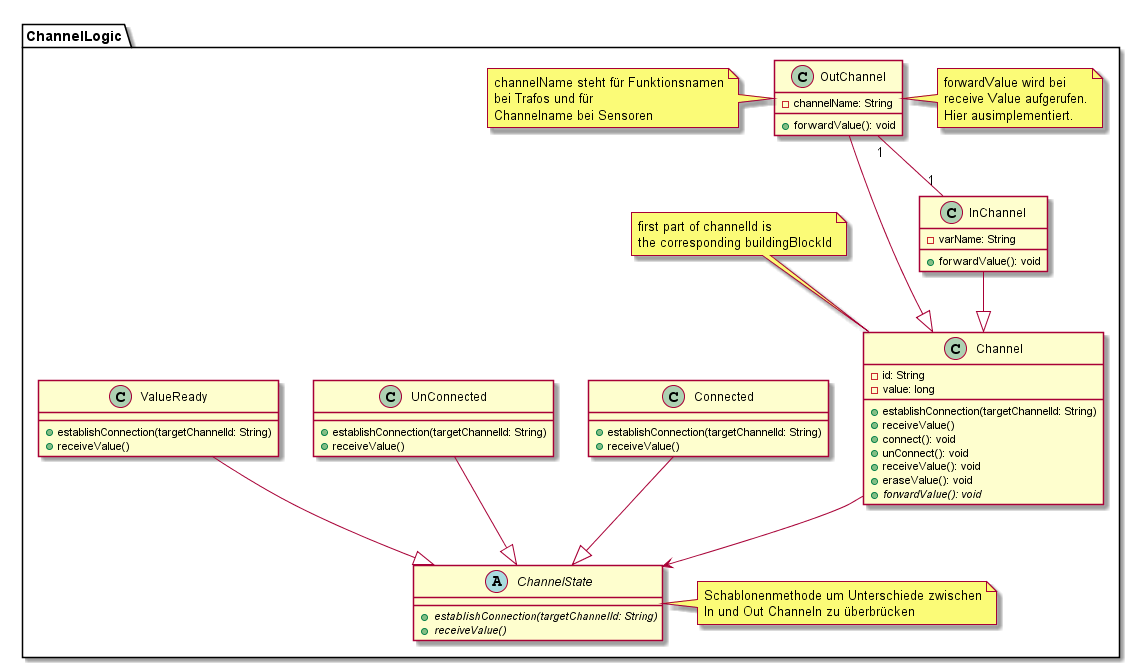 ChannelLogic
channelName steht für Funktionsnamen
bei Trafos und für
Channelname bei Sensoren
C OutChannel
channelName: String
forwardValue(): void
forwardValue wird bei
receive Value aufgerufen.
Hier ausimplementiert.
1
1
C InChannel
varName: String
forwardValue(): void
first part of channelId is
the corresponding buildingBlockId
C Channel
id: String
value: long
establishConnection(targetChannelId: String)
receiveValue()
connect(): void
unConnect(): void
receiveValue(): void
eraseValue(): void
forwardValue(): void
C ValueReady
establishConnection(targetChannelId: String)
receiveValue()
C UnConnected
establishConnection(targetChannelId: String)
receiveValue()
C Connected
establishConnection(targetChannelId: String)
receiveValue()
A ChannelState
establishConnection(targetChannelId: String)
receiveValue()
Schablonenmethode um Unterschiede zwischen
In und Out Channeln zu überbrücken